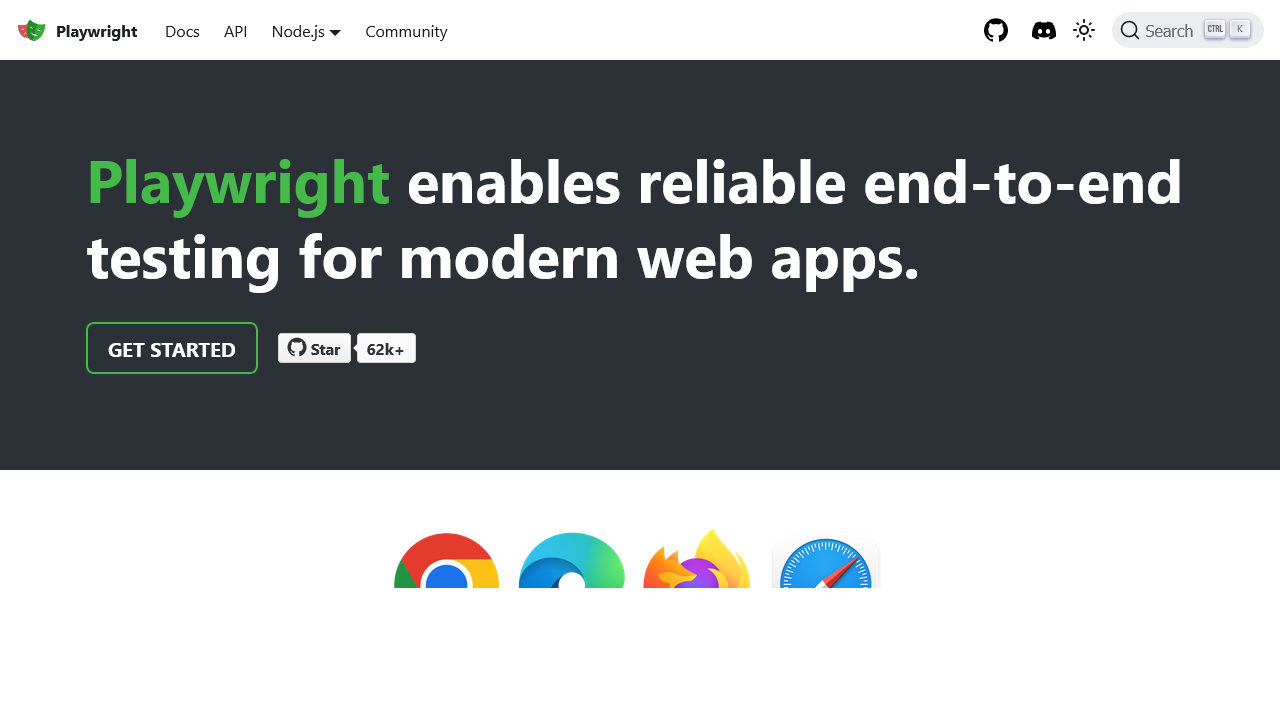 Playwright Docs API Node.js Community Search CTRL K
Playwright enables reliable end-to-end
testing for modern web apps.
GET STARTED Star 62k+